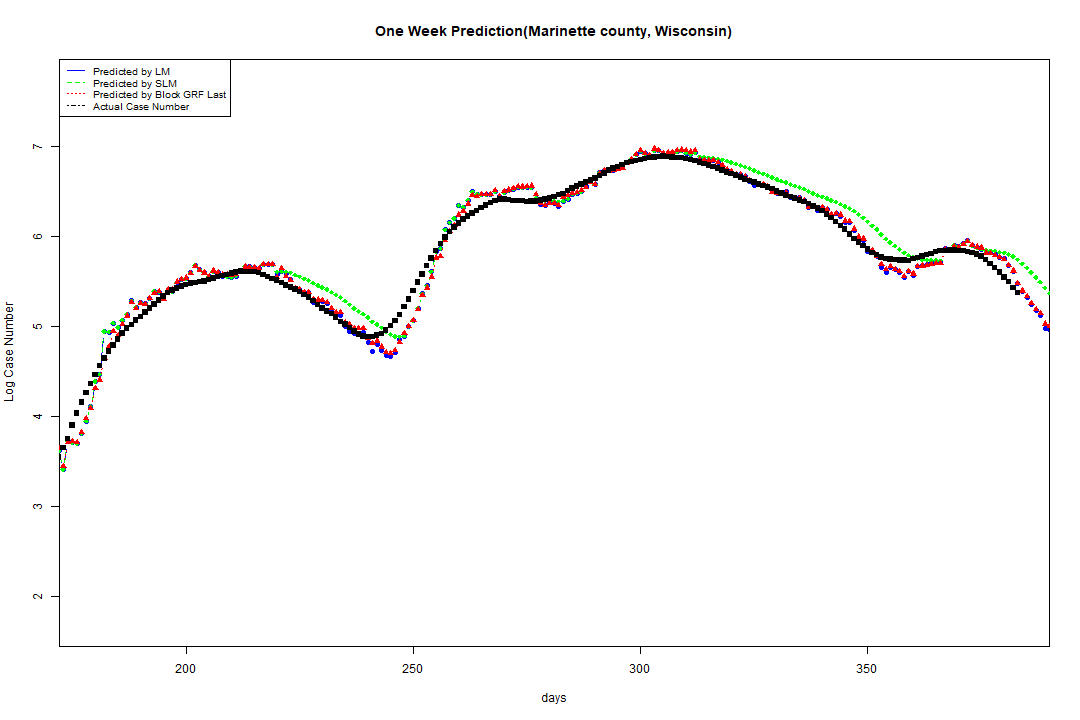 One Week Prediction(Marinette county, Wisconsin)
Predicted by LM
Predicted by SLM
Predicted by Block GRF Last
Actual Case Number
7
6
5
4
3
2
Log Case Number
200
250
300
350
days